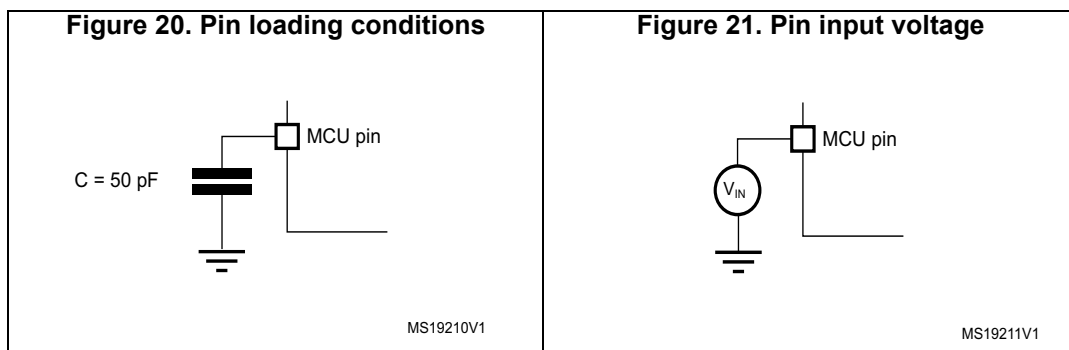 Figure 20. Pin loading conditions
MCU pin
C = 50 pF
MS19210V1
Figure 21. Pin input voltage
MCU pin
VIN
MS19211V1